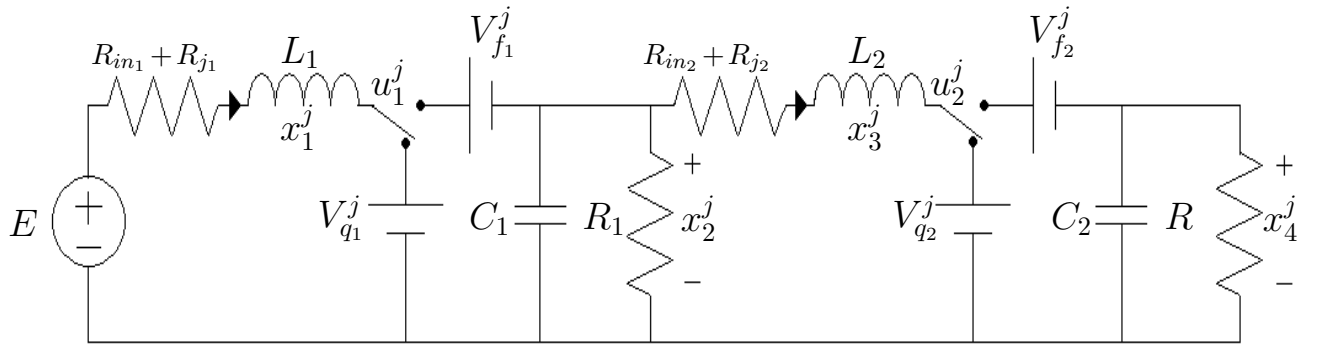 V_{f_1}^j V_{f_2}^j
R_{in_1} + R_{j_1} L_1 u_1^j R_{in_2} + R_{j_2} L_2 u_2^j
x_1^j x_3^j
+ +
E + − V_{q_1}^j C_1 R_1 x_2^j V_{q_2}^j C_2 R x_4^j
− −